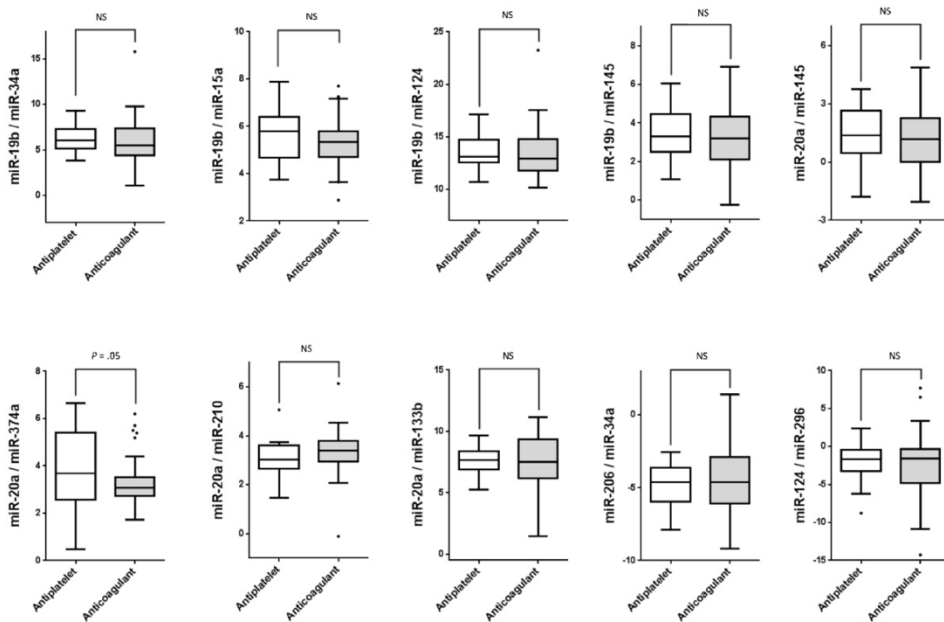 NS
miR-19b / miR-34a
15
10
5
0
Antiplatelet
Anticoagulant
NS
miR-19b / miR-15a
10
8
6
4
2
Antiplatelet
Anticoagulant
NS
miR-19b / miR-124
25
20
15
10
Antiplatelet
Anticoagulant
NS
miR-19b / miR-145
8
6
4
2
0
Antiplatelet
Anticoagulant
NS
miR-20a / miR-145
6
3
0
-3
Antiplatelet
Anticoagulant
P = .05
miR-20a / miR-374a
8
6
4
2
0
Antiplatelet
Anticoagulant
NS
miR-20a / miR-210
6
4
2
0
Antiplatelet
Anticoagulant
NS
miR-20a / miR-133b
15
10
5
0
Antiplatelet
Anticoagulant
NS
miR-206 / miR-34a
0
-5
-10
Antiplatelet
Anticoagulant
NS
miR-124 / miR-296
10
5
0
-5
-10
-15
Antiplatelet
Anticoagulant